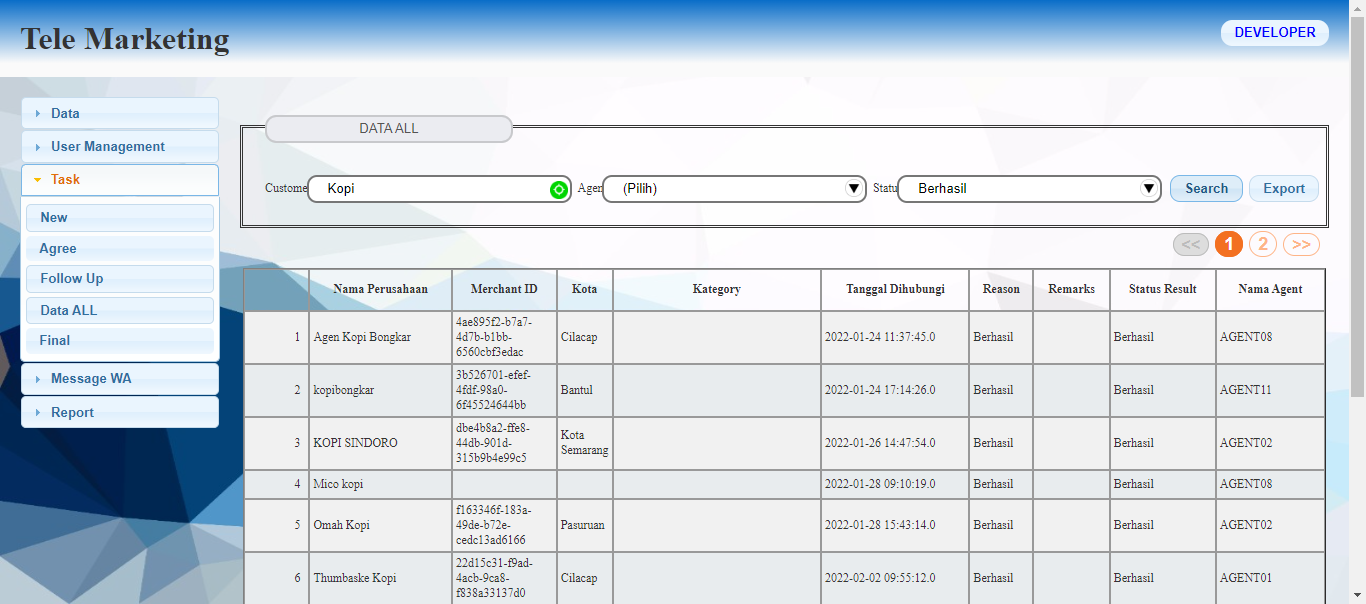 Tele Marketing
DEVELOPER
Data
User Management
Task
New
Agree
Follow Up
Data ALL
Final
Message WA
Report
DATA ALL
Custome Kopi Agen (Pilih) Statu Berhasil Search Export
<< 1 2 >>
Nama Perusahaan Merchant ID Kota Kategory Tanggal Dihubungi Reason Remarks Status Result Nama Agent
1 Agen Kopi Bongkar 4ae895f2-b7a7-
4d7b-b1bb-
6560cbf3edac Cilacap 2022-01-24 11:37:45.0 Berhasil Berhasil AGENT08
2 kopibongkar 3b526701-efef-
4fdf-98a0-
6f45524644bb Bantul 2022-01-24 17:14:26.0 Berhasil Berhasil AGENT11
3 KOPI SINDORO dbe4b8a2-ffe8-
44db-901d-
315b9b4e99c5 Kota
Semarang 2022-01-26 14:47:54.0 Berhasil Berhasil AGENT02
4 Mico kopi 2022-01-28 09:10:19.0 Berhasil Berhasil AGENT08
5 Omah Kopi f163346f-183a-
49de-b72e-
cedc13ad6166 Pasuruan 2022-01-28 15:43:14.0 Berhasil Berhasil AGENT02
6 Thumbaske Kopi 22d15c31-f9ad-
4acb-9ca8-
f838a33137d0 Cilacap 2022-02-02 09:55:12.0 Berhasil Berhasil AGENT01